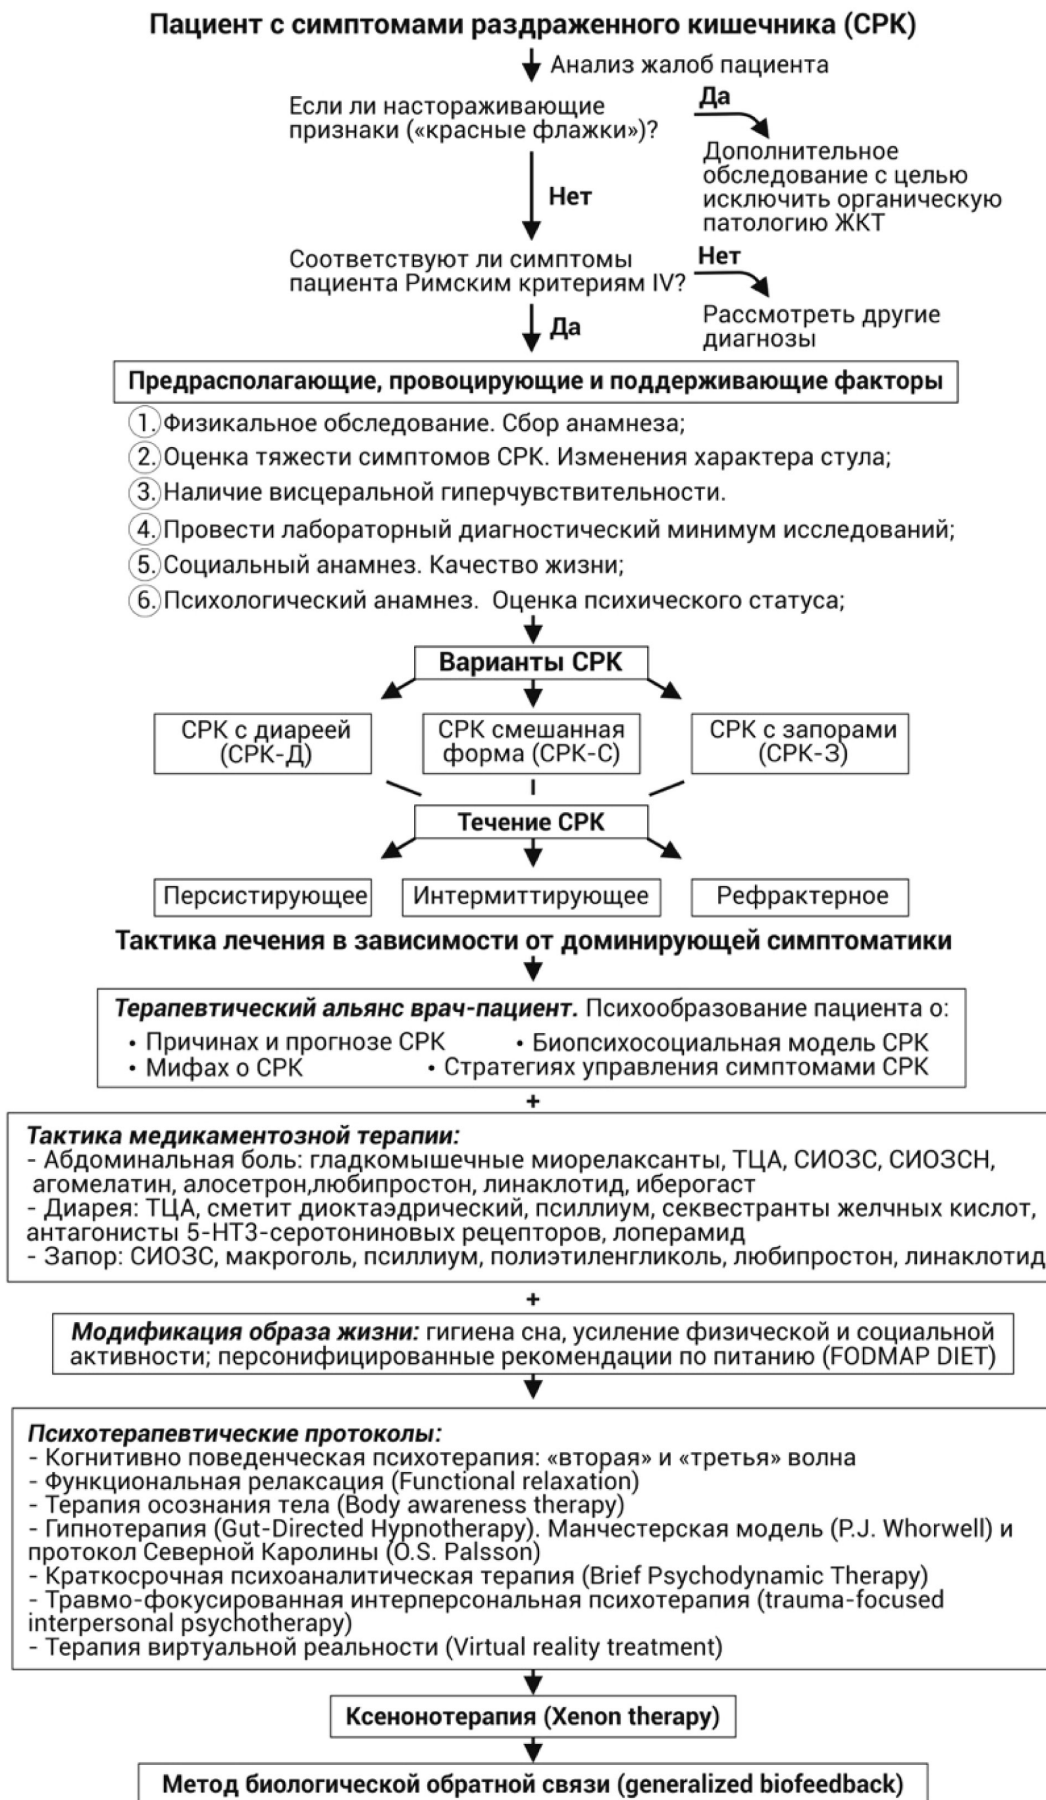 Пациент с симптомами раздраженного кишечника (СРК)
Анализ жалоб пациента
Если ли настораживающие
признаки («красные флажки»)?
Да
Дополнительное
обследование с целью
исключить органическую
патологию ЖКТ
Нет
Соответствуют ли симптомы
пациента Римским критериям IV?
Нет
Рассмотреть другие
диагнозы
Да
Предрасполагающие, провоцирующие и поддерживающие факторы
1. Физикальное обследование. Сбор анамнеза;
2. Оценка тяжести симптомов СРК. Изменения характера стула;
3. Наличие висцеральной гиперчувствительности.
4. Провести лабораторный диагностический минимум исследований;
5. Социальный анамнез. Качество жизни;
6. Психологический анамнез. Оценка психического статуса;
Варианты СРК
СРК с диареей
(СРК-Д)
СРК смешанная
форма (СРК-С)
СРК с запорами
(СРК-З)
Течение СРК
Персистирующее
Интермиттирующее
Рефрактерное
Тактика лечения в зависимости от доминирующей симптоматики
Терапевтический альянс врач-пациент. Психообразование пациента о:
• Причинах и прогнозе СРК • Биопсихосоциальная модель СРК
• Мифах о СРК • Стратегиях управления симптомами СРК
+
Тактика медикаментозной терапии:
- Абдоминальная боль: гладкомышечные миорелаксанты, ТЦА, СИОЗС, СИОЗСН,
агомелатин, алосетрон,любипростон, линаклотид, иберогаст
- Диарея: ТЦА, сметит диоктаэдрический, псиллиум, секвестранты желчных кислот,
антагонисты 5-НТ3-серотониновых рецепторов, лоперамид
- Запор: СИОЗС, макроголь, псиллиум, полиэтиленгликоль, любипростон, линаклотид
+
Модификация образа жизни: гигиена сна, усиление физической и социальной
активности; персонифицированные рекомендации по питанию (FODMAP DIET)
Психотерапевтические протоколы:
- Когнитивно поведенческая психотерапия: «вторая» и «третья» волна
- Функциональная релаксация (Functional relaxation)
- Терапия осознания тела (Body awareness therapy)
- Гипнотерапия (Gut-Directed Hypnotherapy). Манчестерская модель (P.J. Whorwell) и
протокол Северной Каролины (O.S. Palsson)
- Краткосрочная психоаналитическая терапия (Brief Psychodynamic Therapy)
- Травмо-фокусированная интерперсональная психотерапия (trauma-focused
interpersonal psychotherapy)
- Терапия виртуальной реальности (Virtual reality treatment)
Ксенонотерапия (Xenon therapy)
Метод биологической обратной связи (generalized biofeedback)